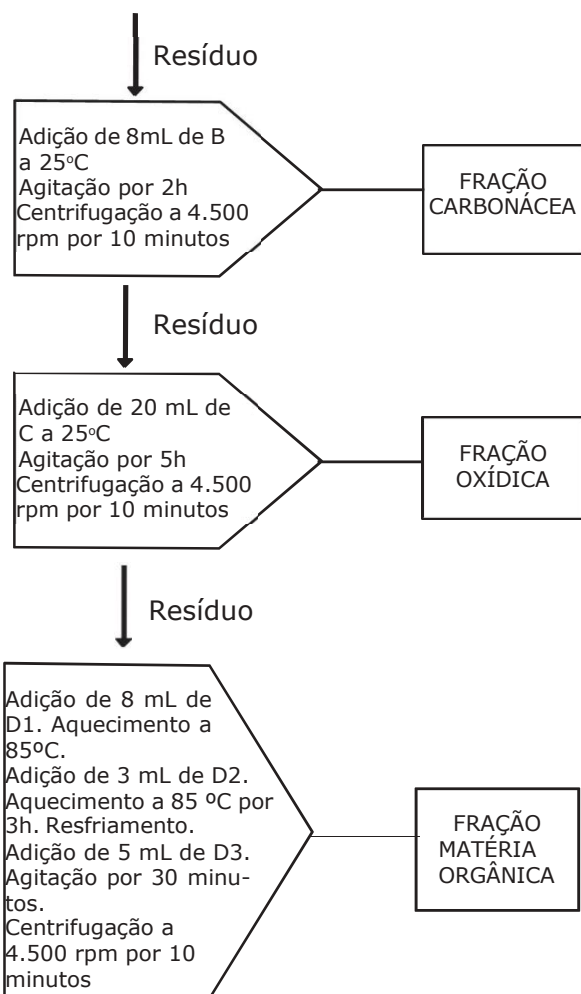 Resíduo
Adição de 8mL de B
a 25ºC
Agitação por 2h
Centrifugação a 4.500
rpm por 10 minutos
FRAÇÃO
CARBONÁCEA
Resíduo
Adição de 20 mL de
C a 25ºC
Agitação por 5h
Centrifugação a 4.500
rpm por 10 minutos
FRAÇÃO
OXÍDICA
Resíduo
Adição de 8 mL de
D1. Aquecimento a
85ºC.
Adição de 3 mL de D2.
Aquecimento a 85 ºC por
3h. Resfriamento.
Adição de 5 mL de D3.
Agitação por 30 minu-
tos.
Centrifugação a
4.500 rpm por 10
minutos
FRAÇÃO
MATÉRIA
ORGÂNICA